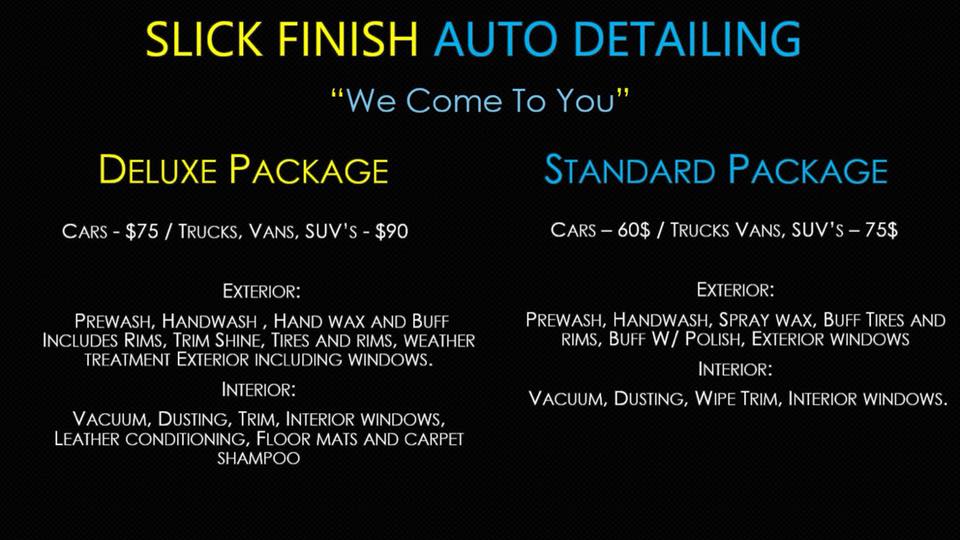 SLICK FINISH AUTO DETAILING
“We Come To You”
DELUXE PACKAGE
CARS - $75 / TRUCKS, VANS, SUV'S - $90
EXTERIOR:
PREWASH, HANDWASH , HAND WAX AND BUFF
INCLUDES RIMS, TRIM SHINE, TIRES AND RIMS, WEATHER
TREATMENT EXTERIOR INCLUDING WINDOWS.
INTERIOR:
VACUUM, DUSTING, TRIM, INTERIOR WINDOWS,
LEATHER CONDITIONING, FLOOR MATS AND CARPET
SHAMPOO
STANDARD PACKAGE
CARS – 60$ / TRUCKS VANS, SUV'S – 75$
EXTERIOR:
PREWASH, HANDWASH, SPRAY WAX, BUFF TIRES AND
RIMS, BUFF W/ POLISH, EXTERIOR WINDOWS
INTERIOR:
VACUUM, DUSTING, WIPE TRIM, INTERIOR WINDOWS.